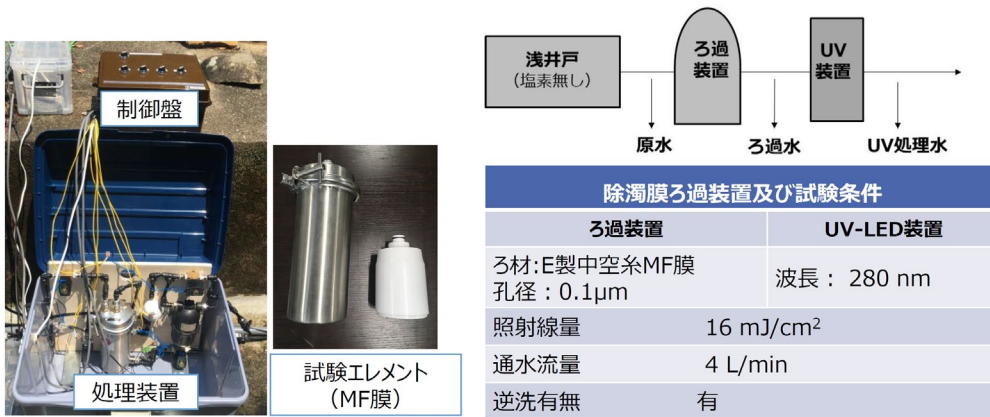 制御盤
処理装置
試験エレメント
（MF膜）
浅井戸
（塩素無し）
ろ過
装置
UV
装置
原水
ろ過水
UV処理水
除濁膜ろ過装置及び試験条件
ろ過装置 UV-LED装置
ろ材:E製中空糸MF膜
孔径：0.1μm
波長： 280 nm
照射線量 16 mJ/cm²
通水流量 4 L/min
逆洗有無 有